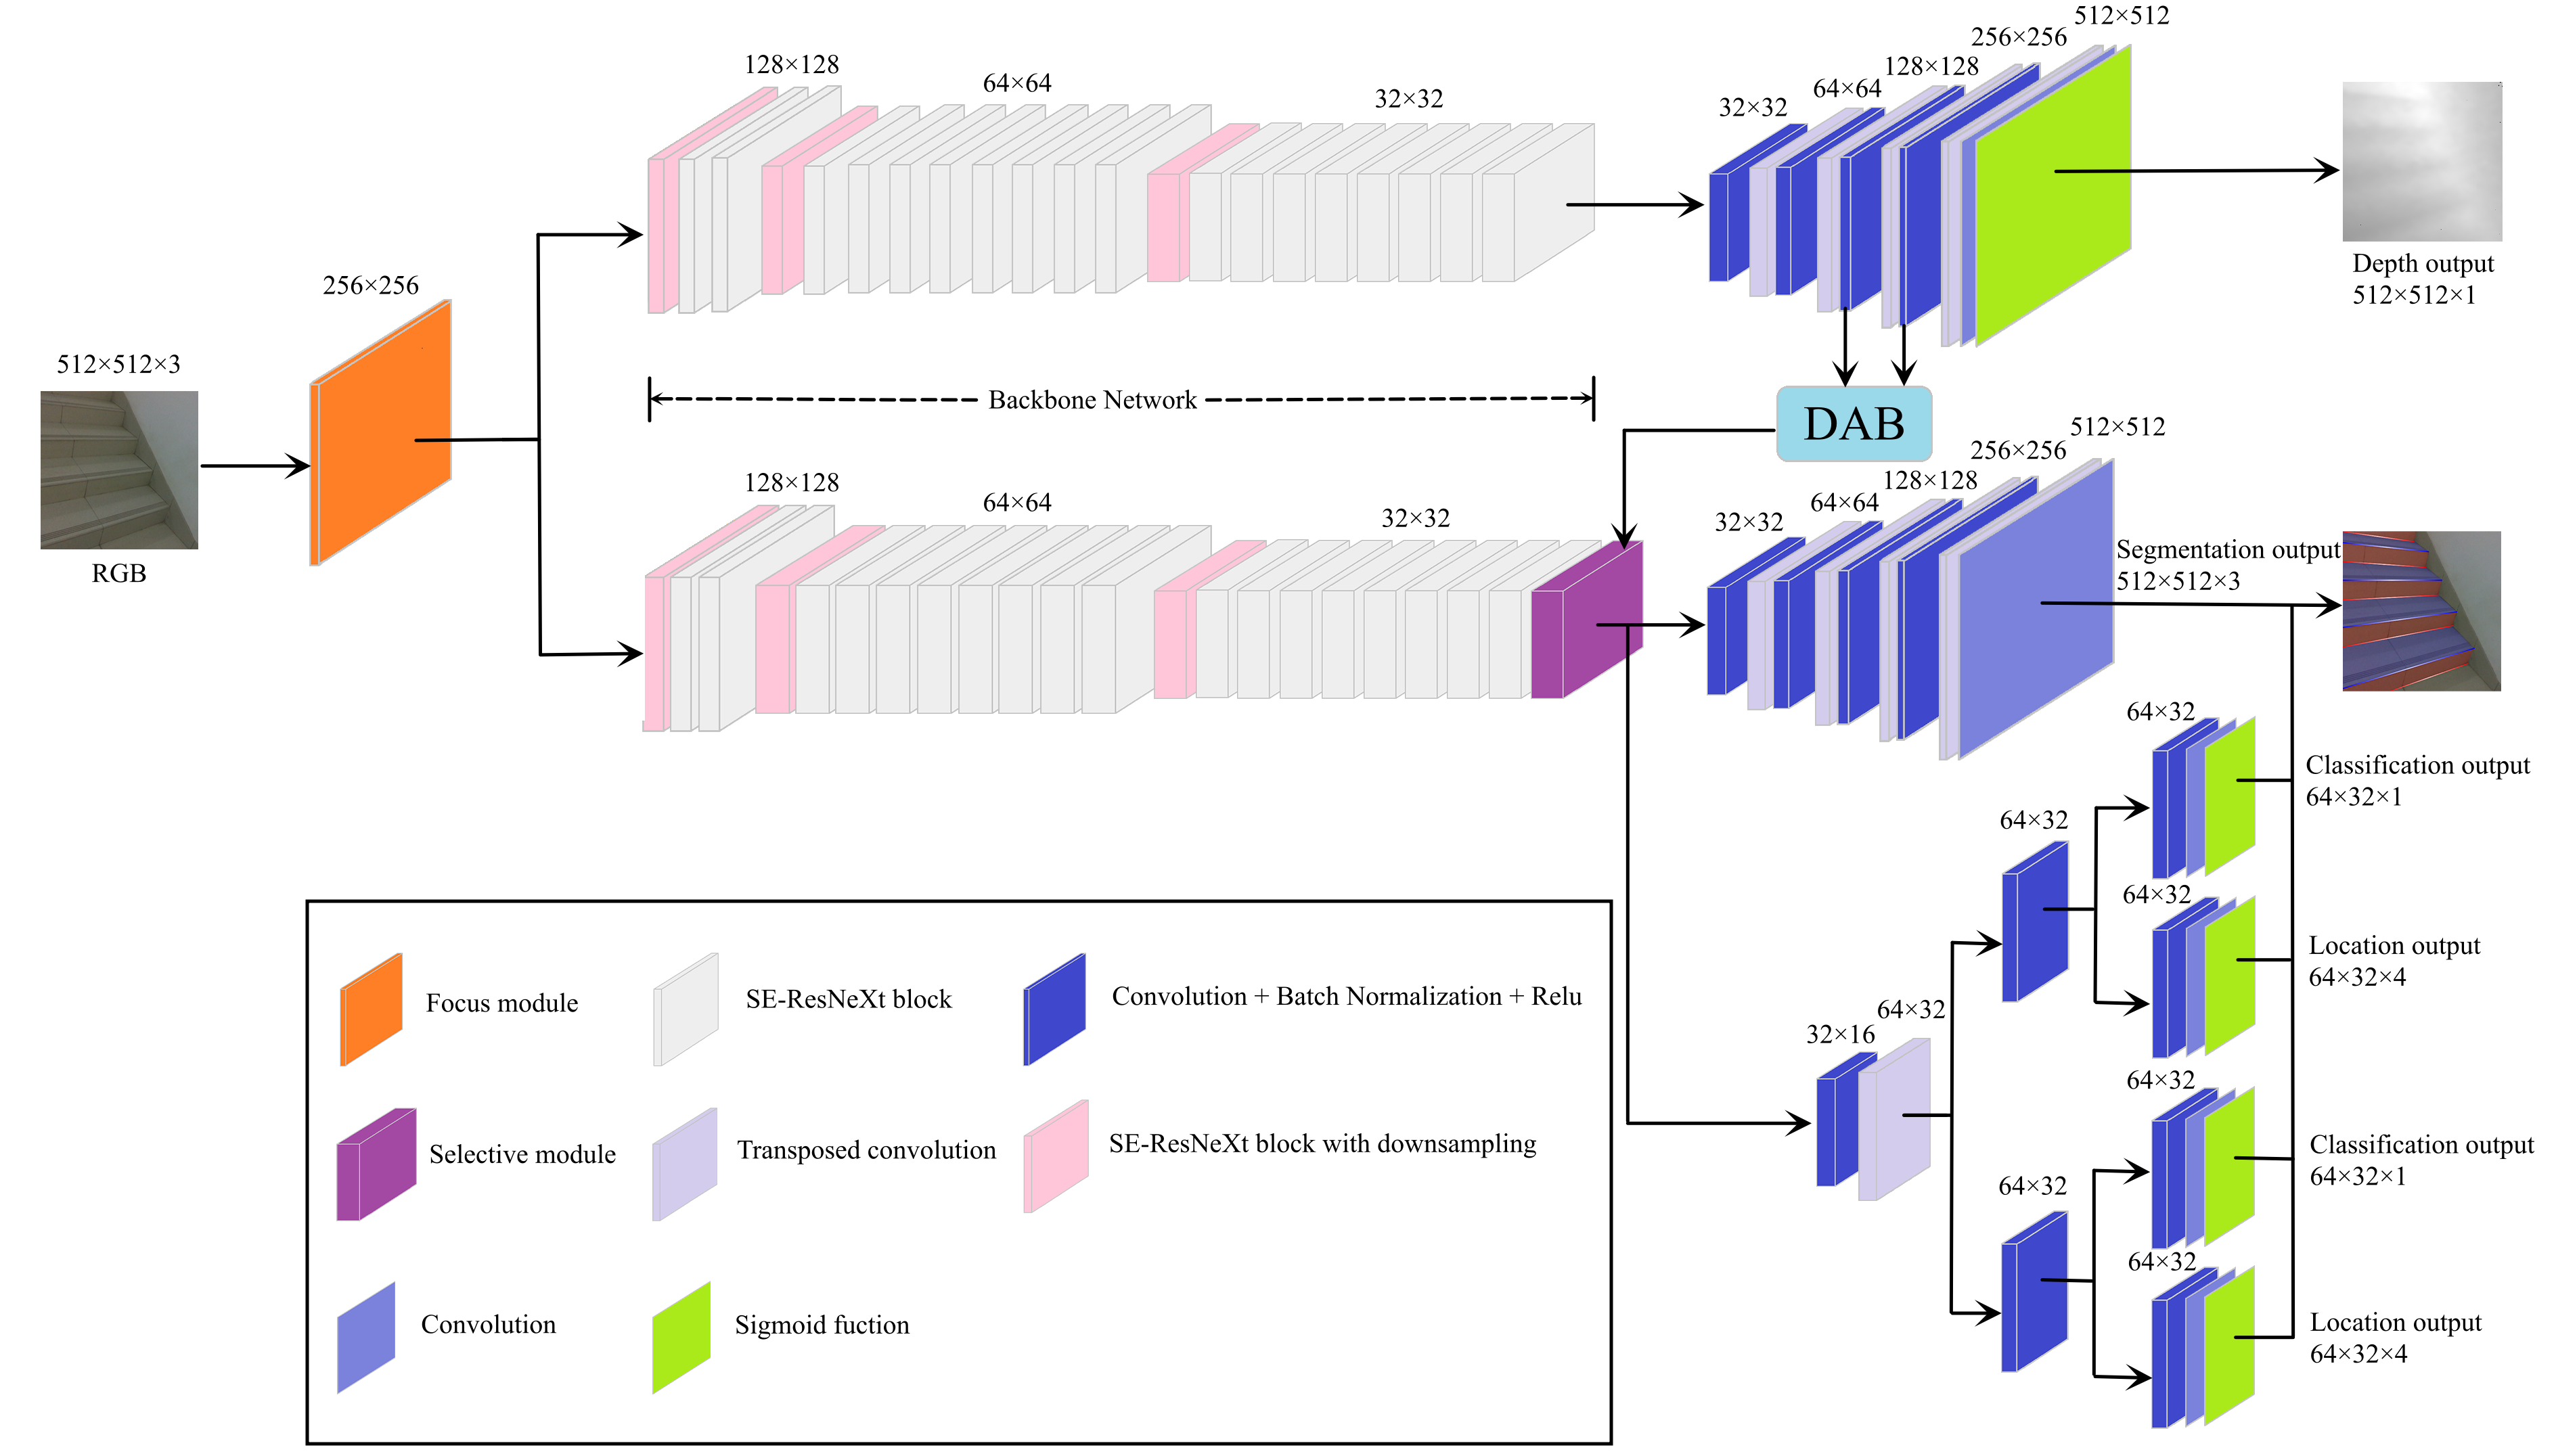 512×512
256×256
128×128
64×64
32×32
128×128
64×64
32×32
Depth output
512×512×1
256×256
512×512×3
RGB
Backbone Network
DAB
512×512
256×256
128×128
64×64
32×32
128×128
64×64
32×32
Segmentation output
512×512×3
64×32
Classification output
64×32×1
64×32
64×32
Location output
64×32×4
64×32
32×16
64×32
Classification output
64×32×1
64×32
64×32
Location output
64×32×4
Focus module
SE-ResNeXt block
Convolution + Batch Normalization + Relu
Selective module
Transposed convolution
SE-ResNeXt block with downsampling
Convolution
Sigmoid fuction